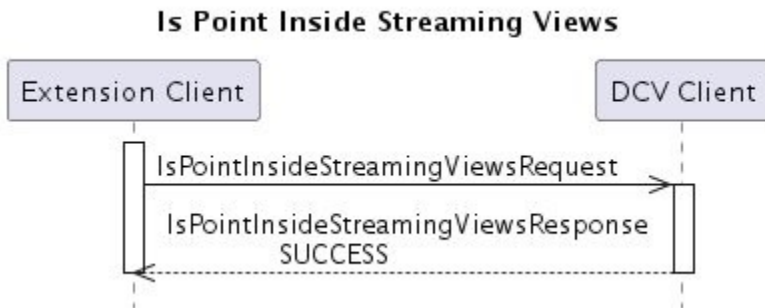 Is Point Inside Streaming Views
Extension Client
DCV Client
IsPointInsideStreamingViewsRequest
IsPointInsideStreamingViewsResponse
SUCCESS